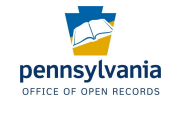 pennsylvania
OFFICE OF OPEN RECORDS